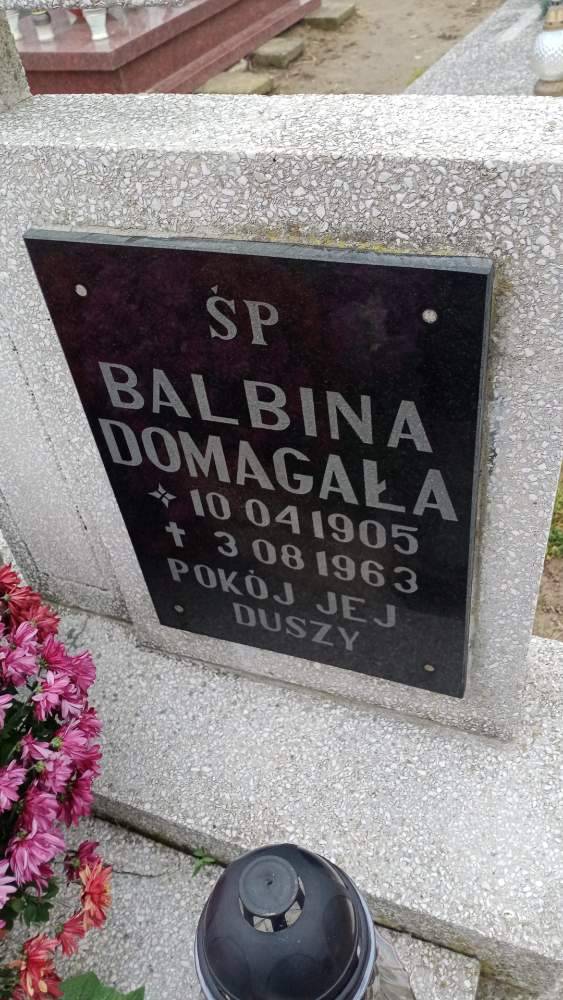 ŚP
BALBINA
DOMAGAŁA
10 04 1905
3 08 1963
POKÓJ JEJ
DUSZY